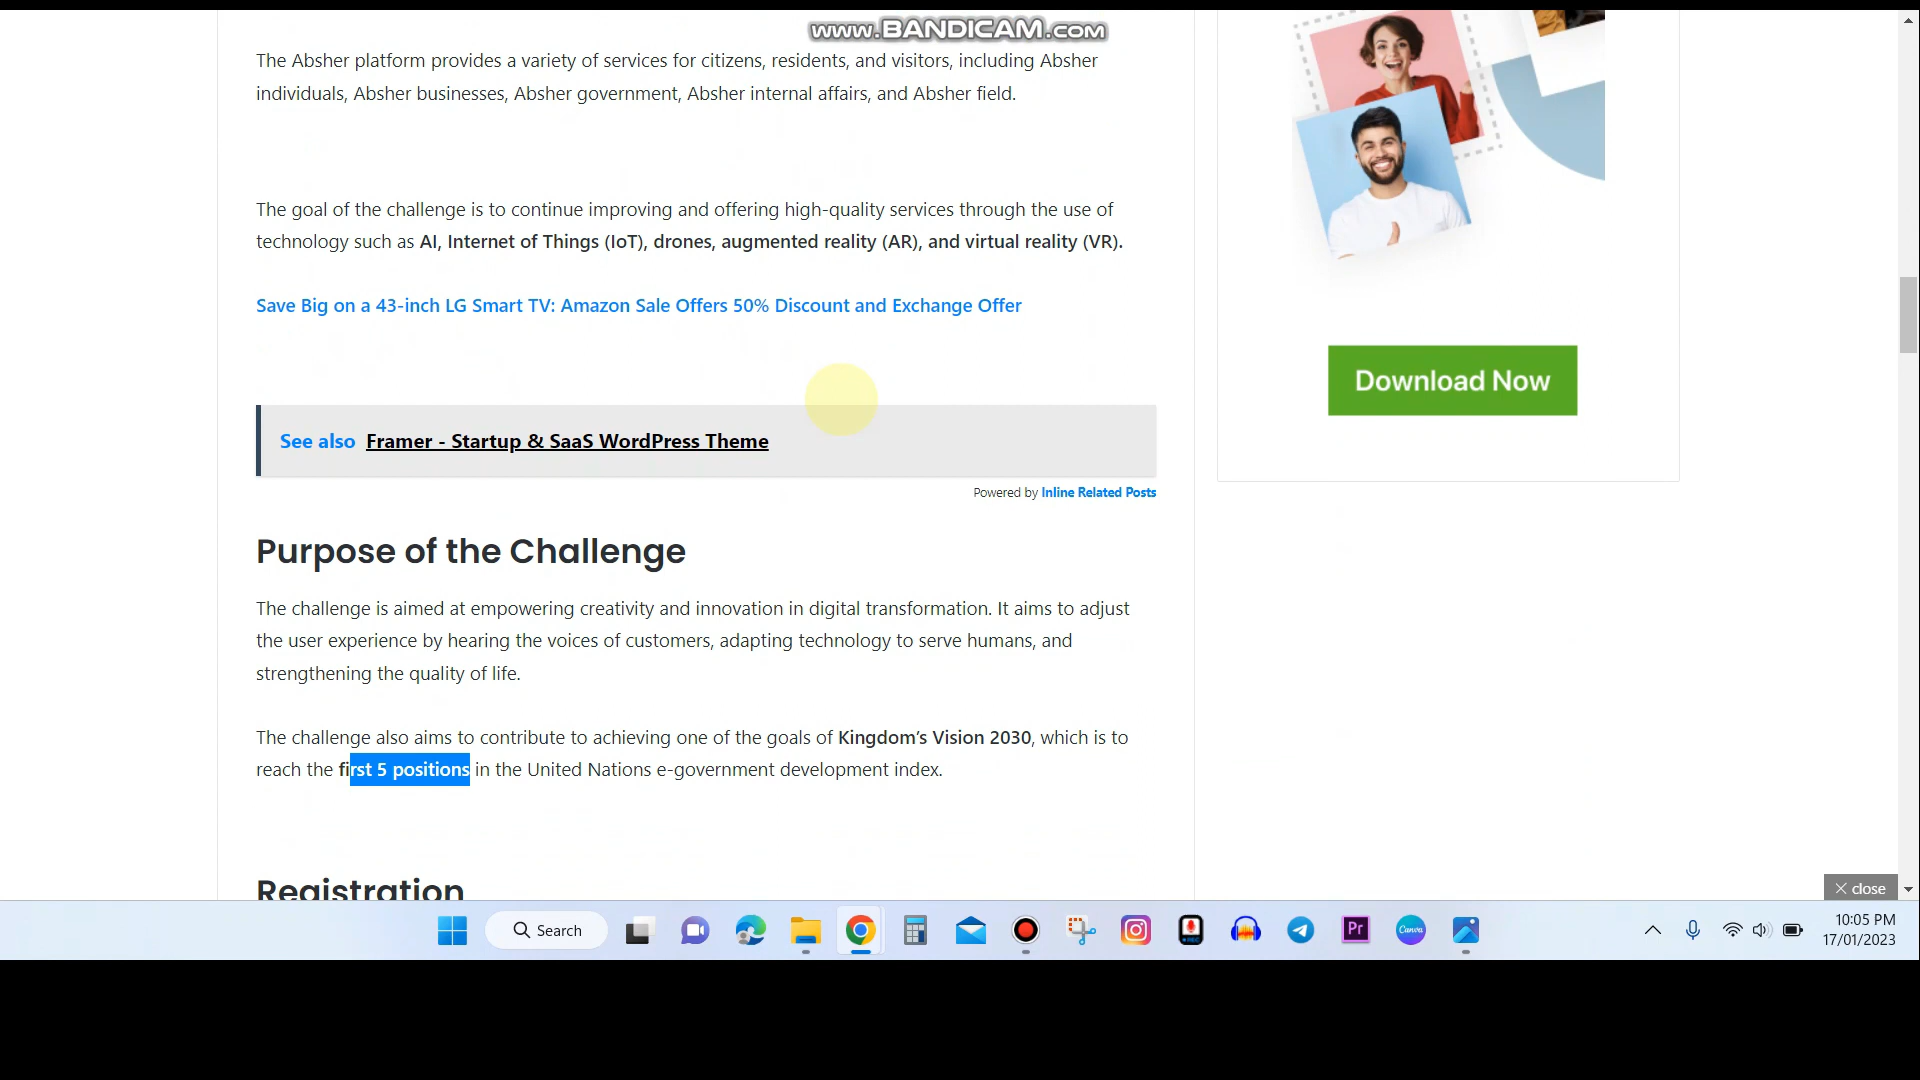 www.BANDICAM.com
The Absher platform provides a variety of services for citizens, residents, and visitors, including Absher
individuals, Absher businesses, Absher government, Absher internal affairs, and Absher field.
The goal of the challenge is to continue improving and offering high-quality services through the use of
technology such as AI, Internet of Things (IoT), drones, augmented reality (AR), and virtual reality (VR).
Save Big on a 43-inch LG Smart TV: Amazon Sale Offers 50% Discount and Exchange Offer
See also Framer - Startup & SaaS WordPress Theme
Powered by Inline Related Posts
Purpose of the Challenge
The challenge is aimed at empowering creativity and innovation in digital transformation. It aims to adjust
the user experience by hearing the voices of customers, adapting technology to serve humans, and
strengthening the quality of life.
The challenge also aims to contribute to achieving one of the goals of Kingdom’s Vision 2030, which is to
reach the first 5 positions in the United Nations e-government development index.
Registration
Download Now
close
Search
REC
Pr
Canva
10:05 PM
17/01/2023